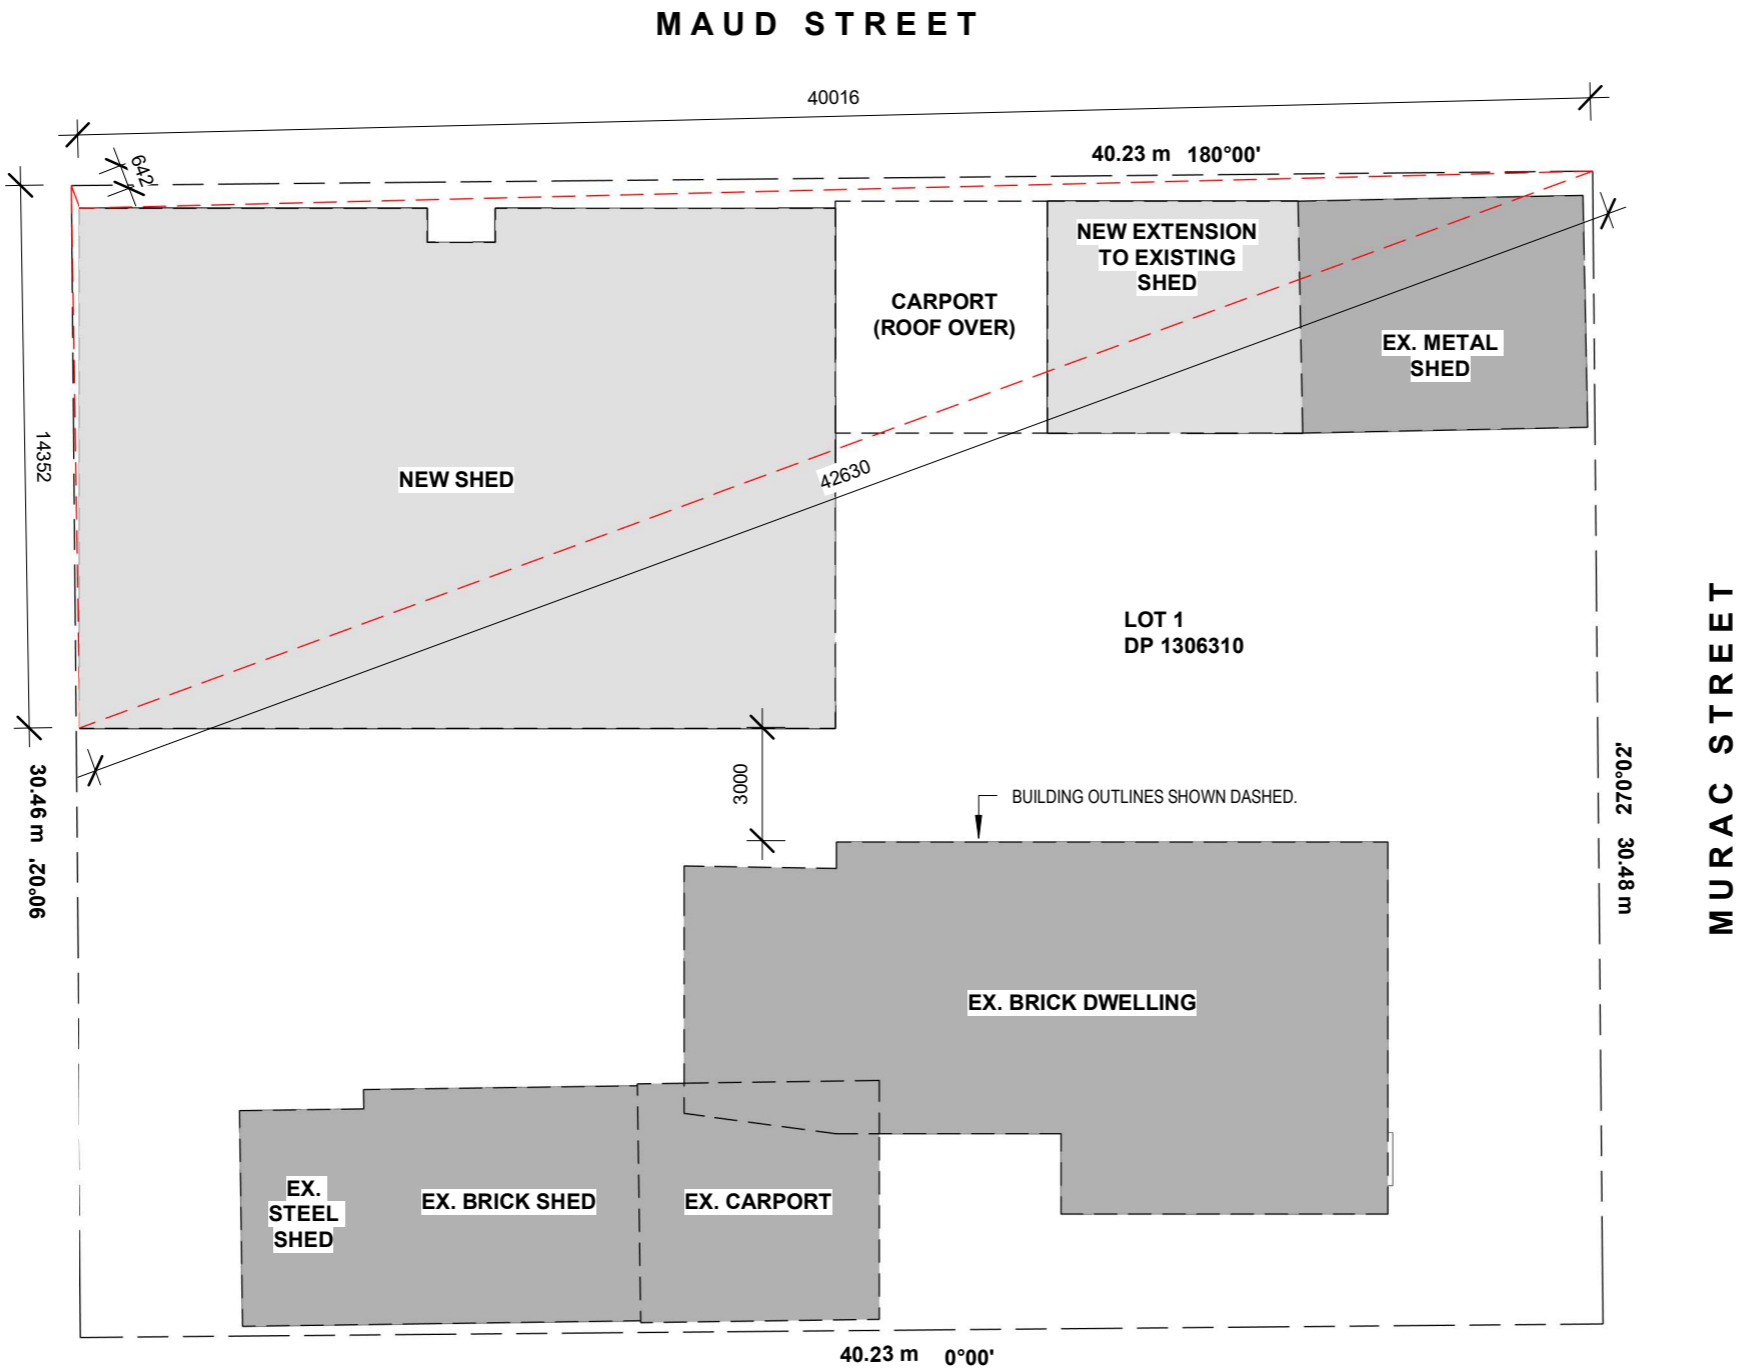 MAUD STREET
40016
40.23 m 180°00'
642
NEW EXTENSION
TO EXISTING
SHED
CARPORT
(ROOF OVER)
EX. METAL
SHED
14352
NEW SHED
42630
LOT 1
DP 1306310
MURAC STREET
30.46 m 90°02'
3000
BUILDING OUTLINES SHOWN DASHED.
270°02' 30.48 m
EX. BRICK DWELLING
EX.
STEEL
SHED
EX. BRICK SHED
EX. CARPORT
40.23 m 0°00'